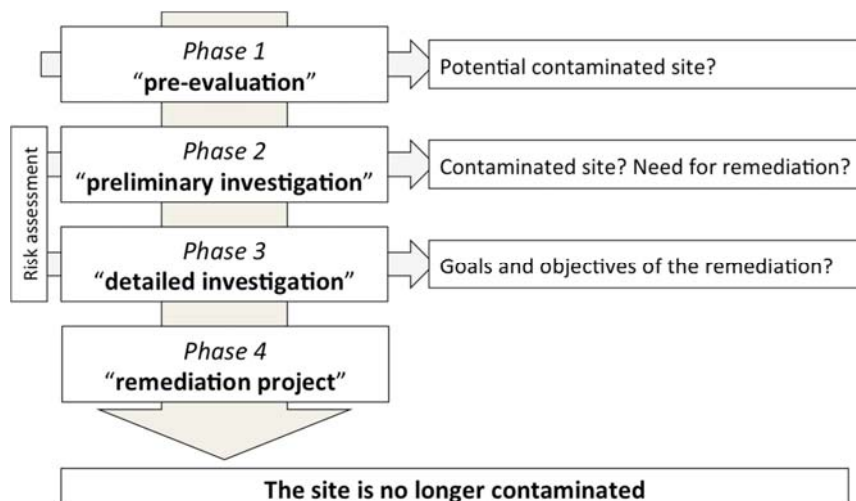 Phase 1
“pre-evaluation”
Potential contaminated site?
Risk assessment
Phase 2
“preliminary investigation”
Contaminated site? Need for remediation?
Phase 3
“detailed investigation”
Goals and objectives of the remediation?
Phase 4
“remediation project”
The site is no longer contaminated